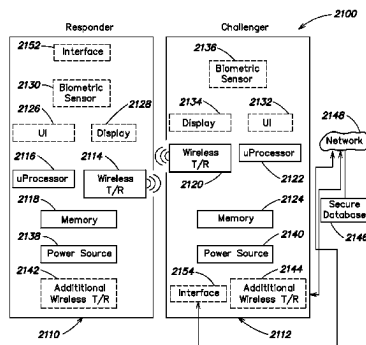 Responder
Challenger
2100
2152
Interface
2136
Biometric
Sensor
2130
Biometric
Sensor
2126
2128
UI
Display
2134
2132
Display
UI
2148
Network
2116
2114
uProcessor
Wireless
T/R
Wireless
T/R
uProcessor
2120
2122
2118
Memory
2124
Memory
Secure
Database
2146
2138
Power Source
2140
Power Source
2142
Addititional
Wireless T/R
2154
2144
Interface
Addititional
Wireless T/R
2110
2112